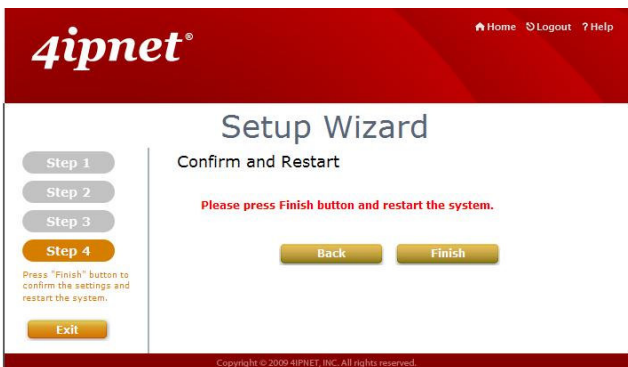 4ipnet®
Home Logout ? Help
Setup Wizard
Step 1
Step 2
Step 3
Step 4
Press "Finish" button to
confirm the settings and
restart the system.
Exit
Confirm and Restart
Please press Finish button and restart the system.
Back Finish
Copyright © 2009 4IPNET, INC. All rights reserved.